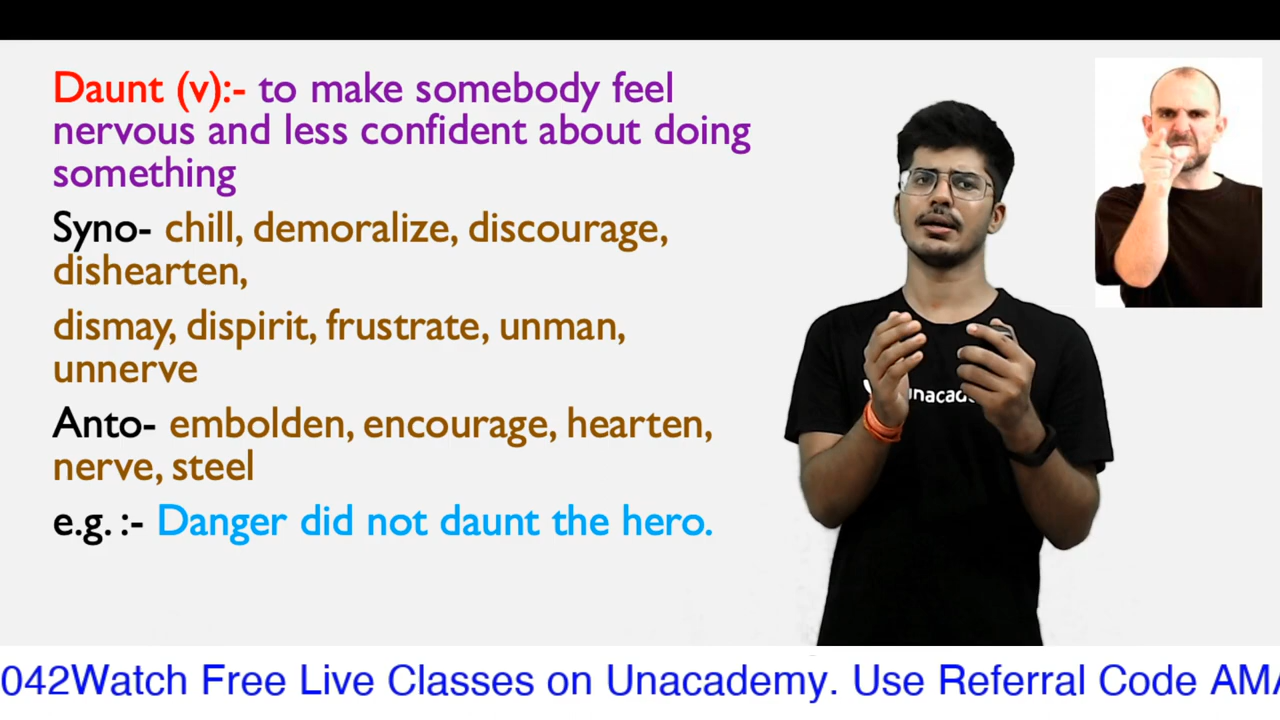 Daunt (v):- to make somebody feel
nervous and less confident about doing
something
Syno- chill, demoralize, discourage,
dishearten,
dismay, dispirit, frustrate, unman,
unnerve
Anto- embolden, encourage, hearten,
nerve, steel
e.g. :- Danger did not daunt the hero.
042Watch Free Live Classes on Unacademy. Use Referral Code AMA